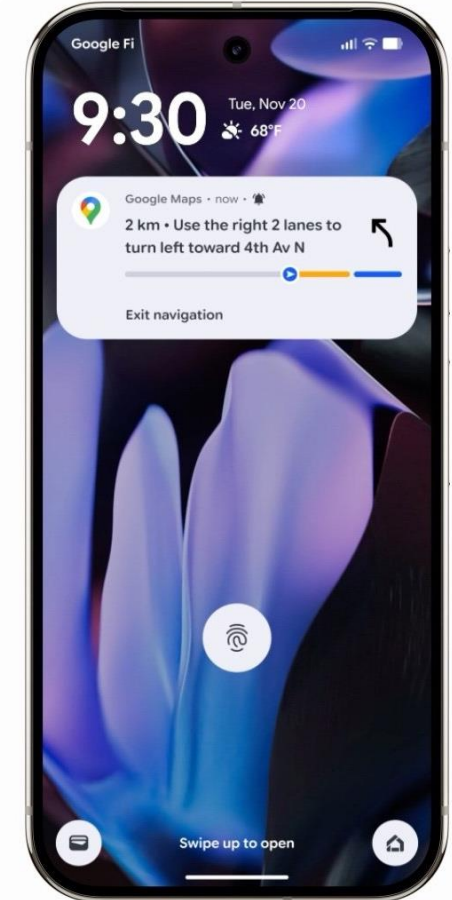 Google Fi
9:30
Tue, Nov 20
68°F
Google Maps • now •
2 km • Use the right 2 lanes to
turn left toward 4th Av N
Exit navigation
Swipe up to open